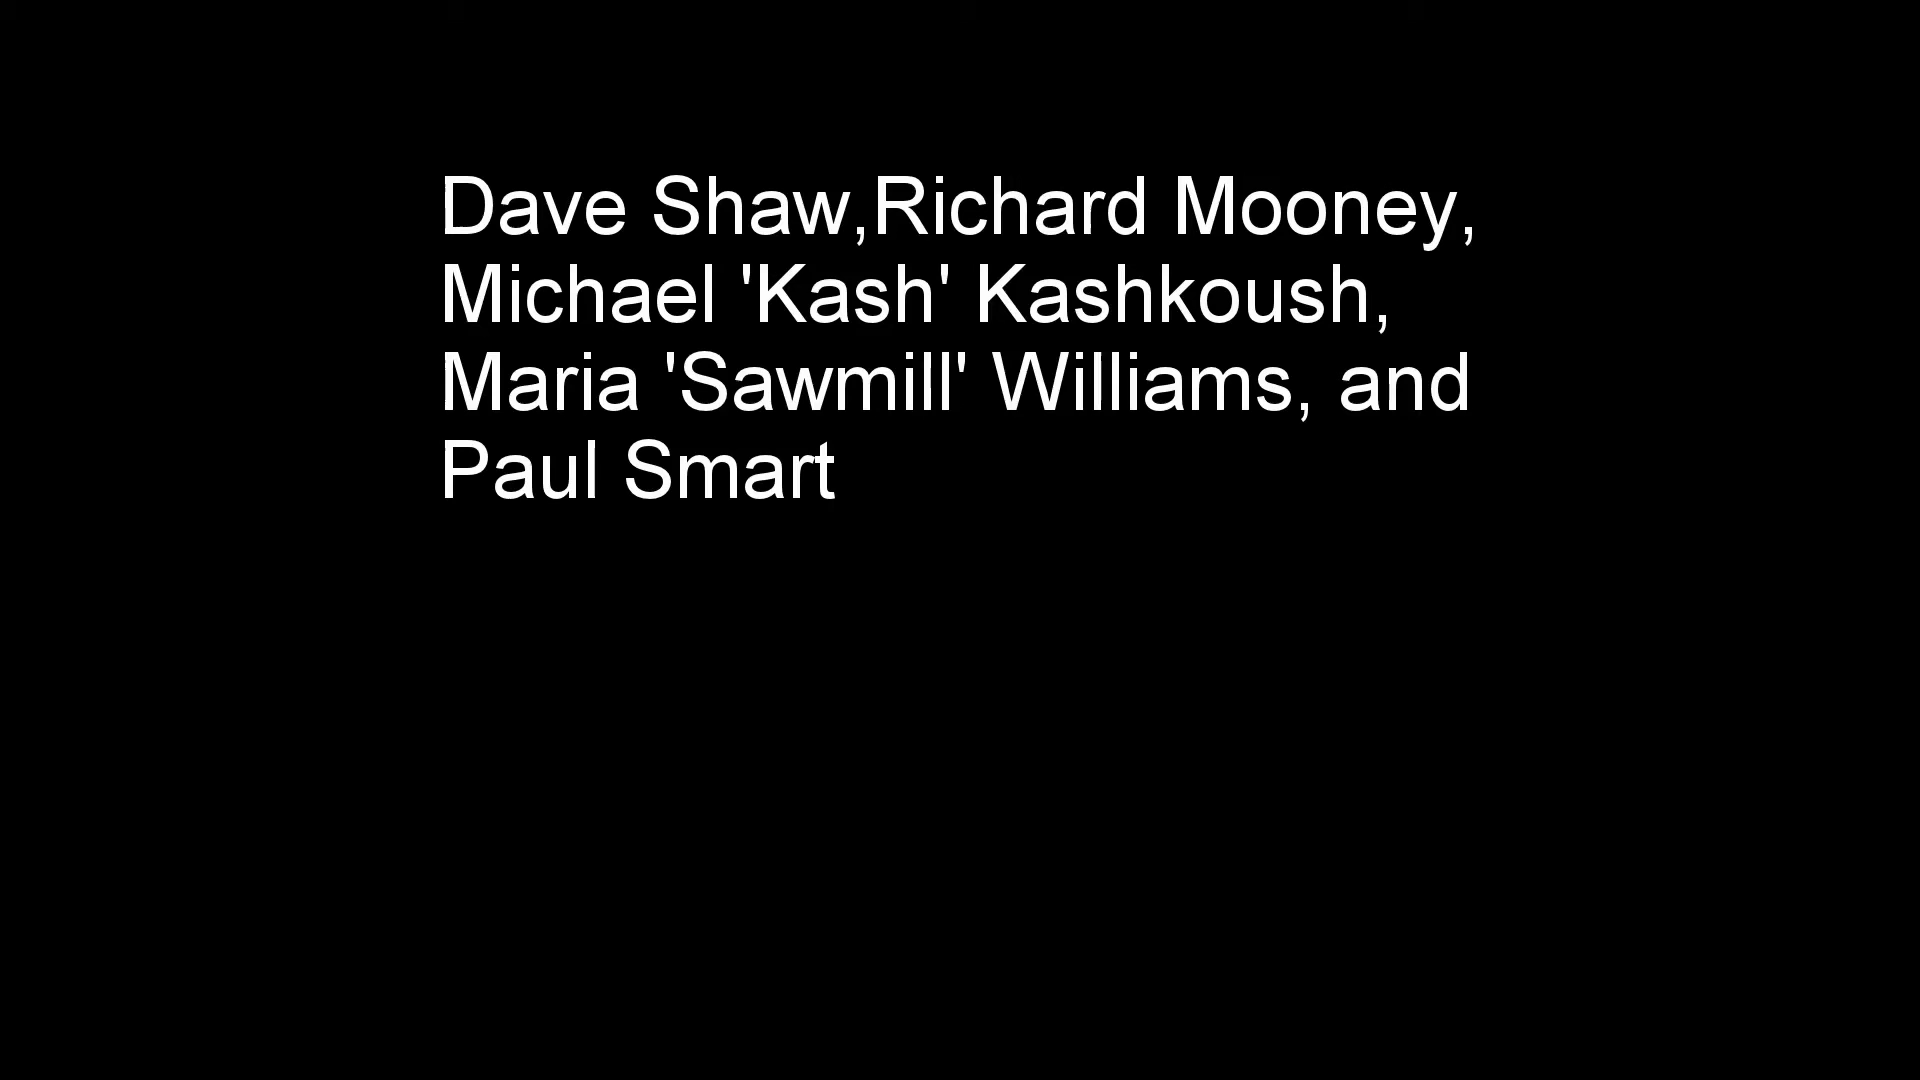 Dave Shaw,Richard Mooney,
Michael 'Kash' Kashkoush,
Maria 'Sawmill' Williams, and
Paul Smart